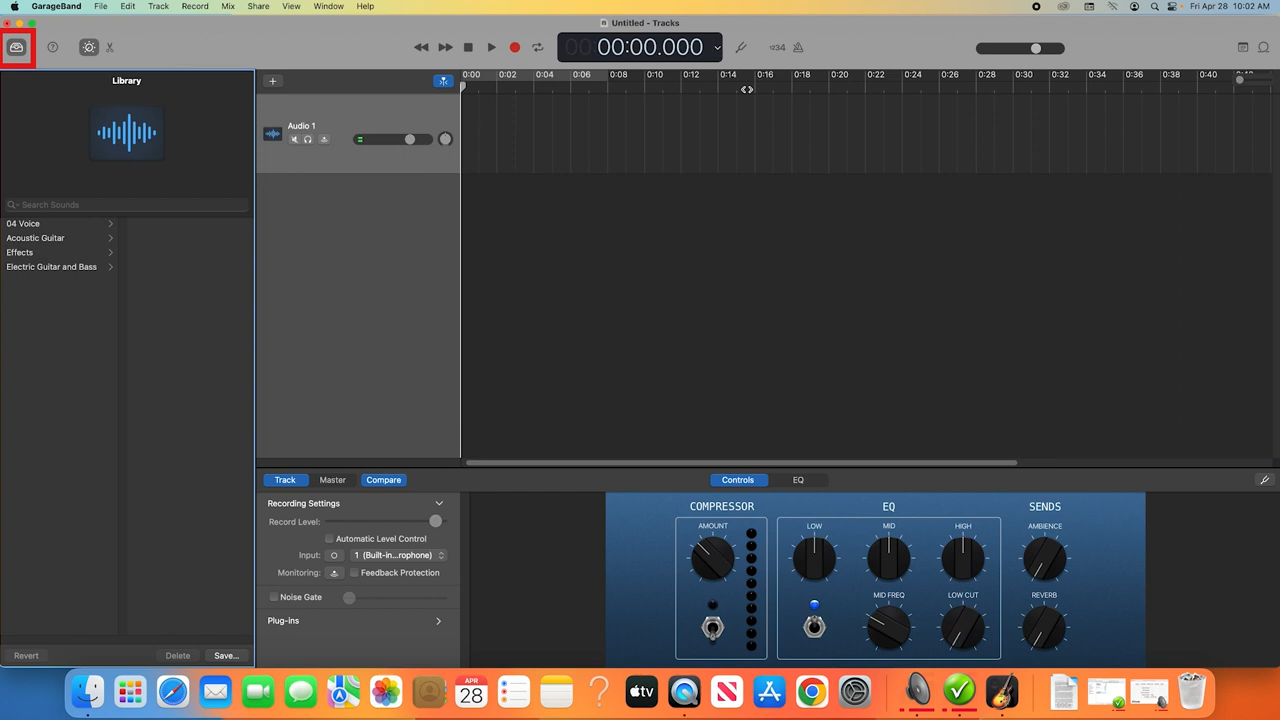 GarageBand File Edit Track Record Mix Share View Window Help Fri Apr 28 10:02 AM
Untitled - Tracks
00:00.000
1234
Library
0:00 0:02 0:04 0:06 0:08 0:10 0:12 0:14 0:16 0:18 0:20 0:22 0:24 0:26 0:28 0:30 0:32 0:34 0:36 0:38 0:40
Audio 1
Search Sounds
04 Voice
Acoustic Guitar
Effects
Electric Guitar and Bass
Track Master Compare Controls EQ
Recording Settings
Record Level:
Automatic Level Control
Input: 1 (Built-in...rophone)
Monitoring: Feedback Protection
Noise Gate
Plug-ins
COMPRESSOR EQ SENDS
AMOUNT LOW MID HIGH AMBIENCE
MID FREQ LOW CUT REVERB
Revert Delete Save...
APR
28
tv